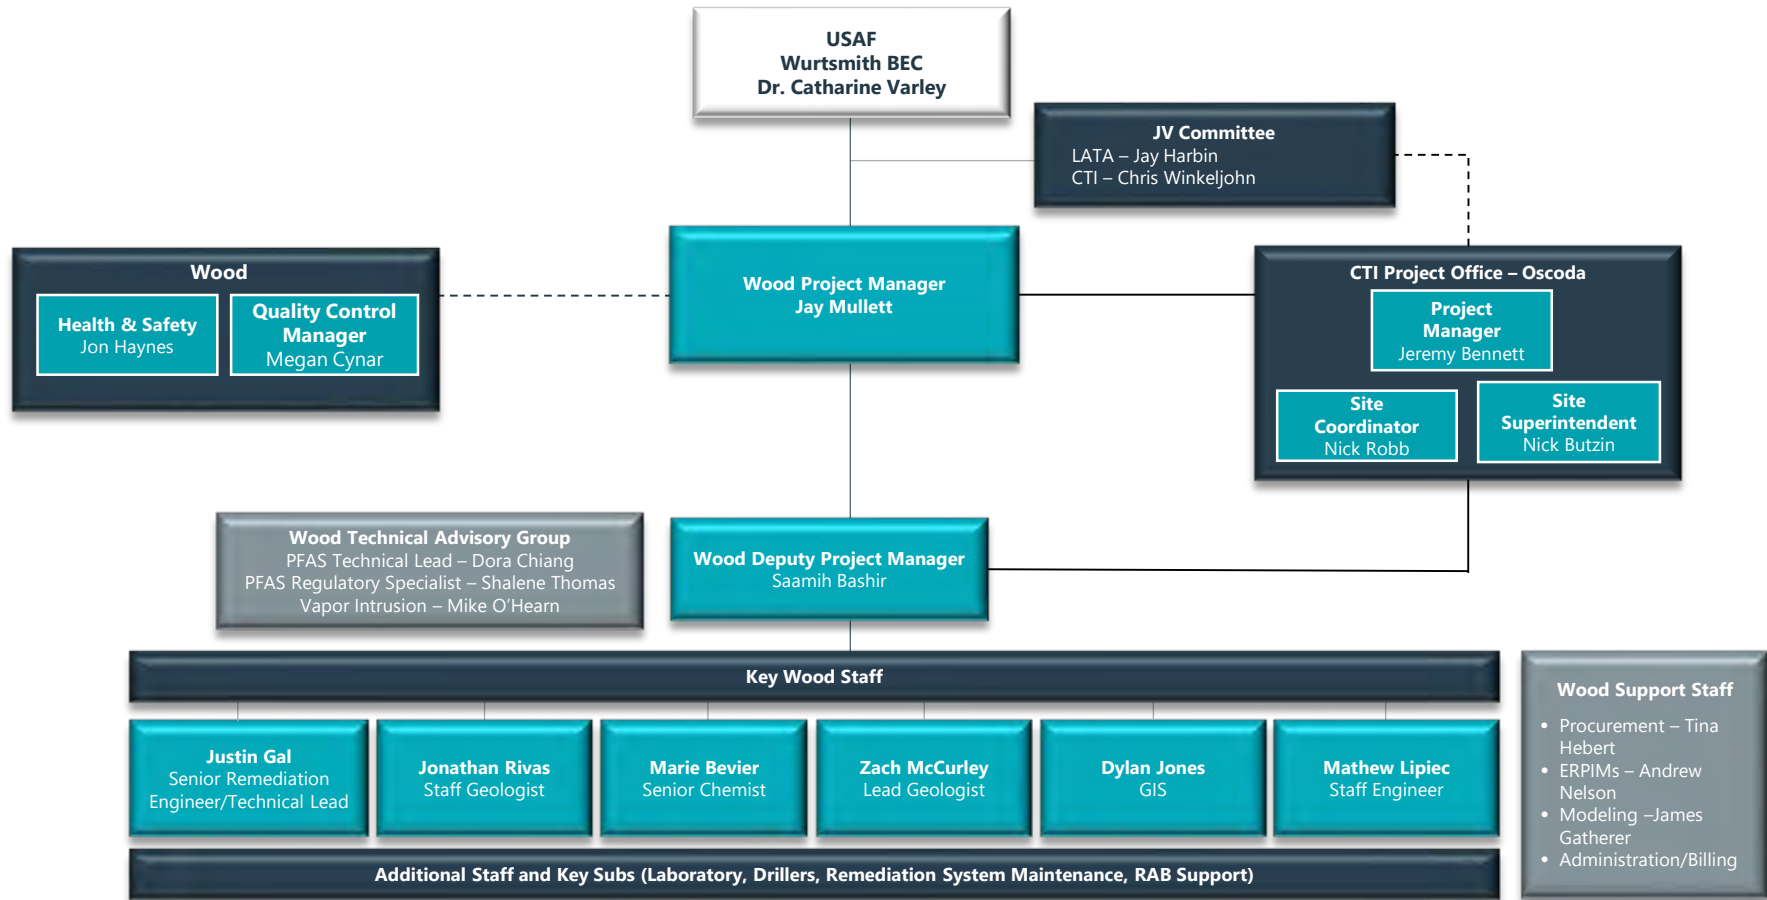 USAF
Wurtsmith BEC
Dr. Catharine Varley
JV Committee
LATA – Jay Harbin
CTI – Chris Winkeljohn
Wood
Health & Safety
Jon Haynes
Quality Control
Manager
Megan Cynar
Wood Project Manager
Jay Mullett
CTI Project Office – Oscoda
Project
Manager
Jeremy Bennett
Site
Coordinator
Nick Robb
Site
Superintendent
Nick Butzin
Wood Technical Advisory Group
PFAS Technical Lead – Dora Chiang
PFAS Regulatory Specialist – Shalene Thomas
Vapor Intrusion – Mike O’Hearn
Wood Deputy Project Manager
Saamih Bashir
Key Wood Staff
Justin Gal
Senior Remediation
Engineer/Technical Lead
Jonathan Rivas
Staff Geologist
Marie Bevier
Senior Chemist
Zach McCurley
Lead Geologist
Dylan Jones
GIS
Mathew Lipiec
Staff Engineer
Additional Staff and Key Subs (Laboratory, Drillers, Remediation System Maintenance, RAB Support)
Wood Support Staff
• Procurement – Tina
Hebert
• ERPIMs – Andrew
Nelson
• Modeling –James
Gatherer
• Administration/Billing